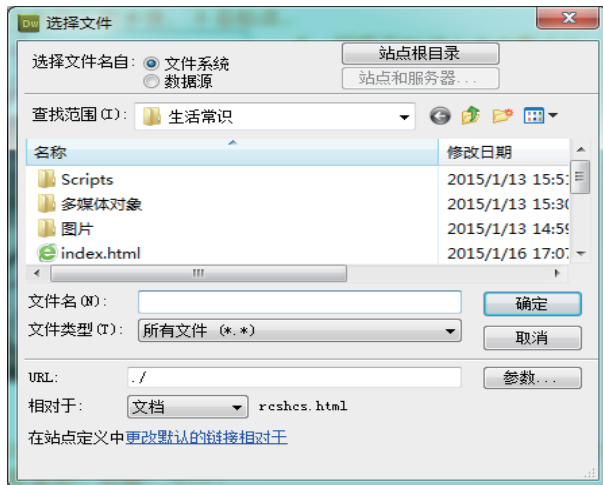 Dw 选择文件
选择文件名自: 文件系统 站点根目录
数据源 站点和服务器...
查找范围(I): 生活常识
名称 修改日期
Scripts 2015/1/13 15:5
多媒体对象 2015/1/13 15:30
图片 2015/1/13 14:59
index.html 2015/1/16 17:07
文件名(N): 确定
文件类型(T): 所有文件 (*.*) 取消
URL: ./ 参数...
相对于: 文档 rcshcs.html
在站点定义中更改默认的链接相对于